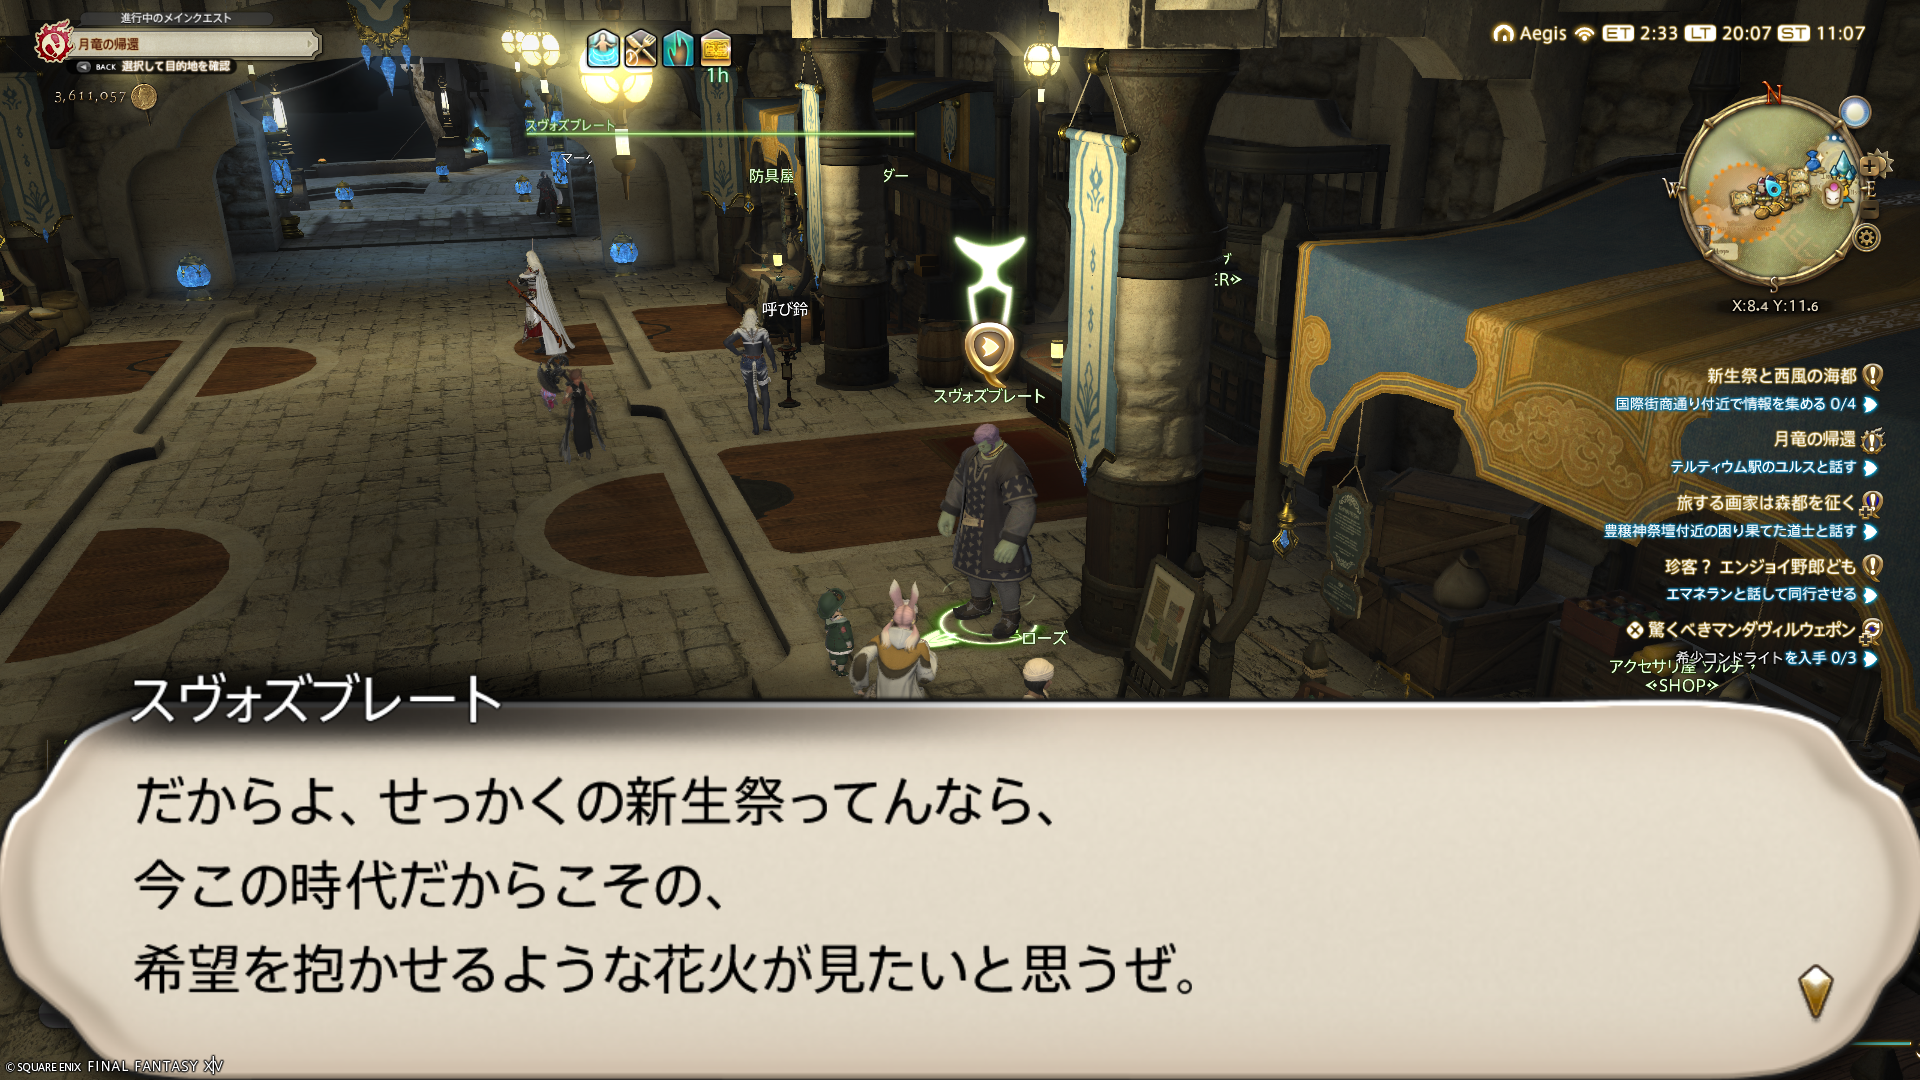 進行中のメインクエスト
月竜の帰還
BACK 選択して目的地を確認
3,611,057
1h
Aegis ET 2:33 LT 20:07 ST 11:07
スヴォズブレート
マーク
防具屋
ダー
呼び鈴
スヴォズブレート
N
W
E
S
X:8.4 Y:11.6
新生祭と西風の海都
国際街商通り付近で情報を集める 0/4
月竜の帰還
テルティウム駅のユルスと話す
旅する画家は森都を征く
豊穣神祭壇付近の困り果てた道士と話す
珍客? エンジョイ野郎ども
エマネランと話して同行させる
驚くべきマンダヴィルウェポン
希少コンドライトを入手 0/3
アクセサリ屋
<SHOP>
ローズ
スヴォズブレート
だからよ、せっかくの新生祭ってんなら、
今この時代だからこその、
希望を抱かせるような花火が見たいと思うぜ。
© SQUARE ENIX FINAL FANTASY XIV